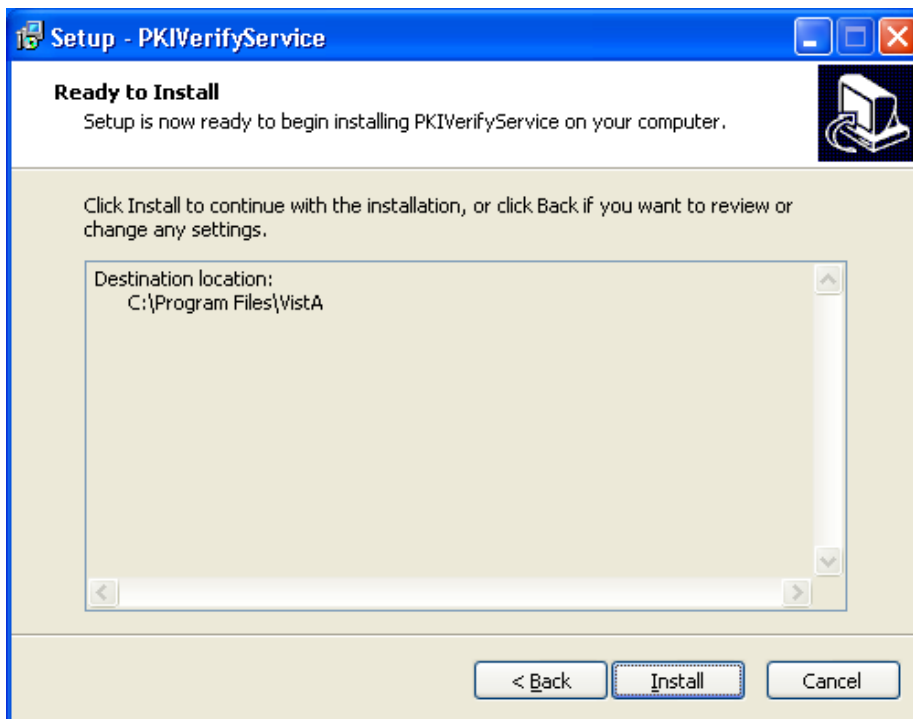 Setup - PKIVerifyService
Ready to Install
Setup is now ready to begin installing PKIVerifyService on your computer.
Click Install to continue with the installation, or click Back if you want to review or
change any settings.
Destination location:
C:\Program Files\VistA
< Back
Install
Cancel